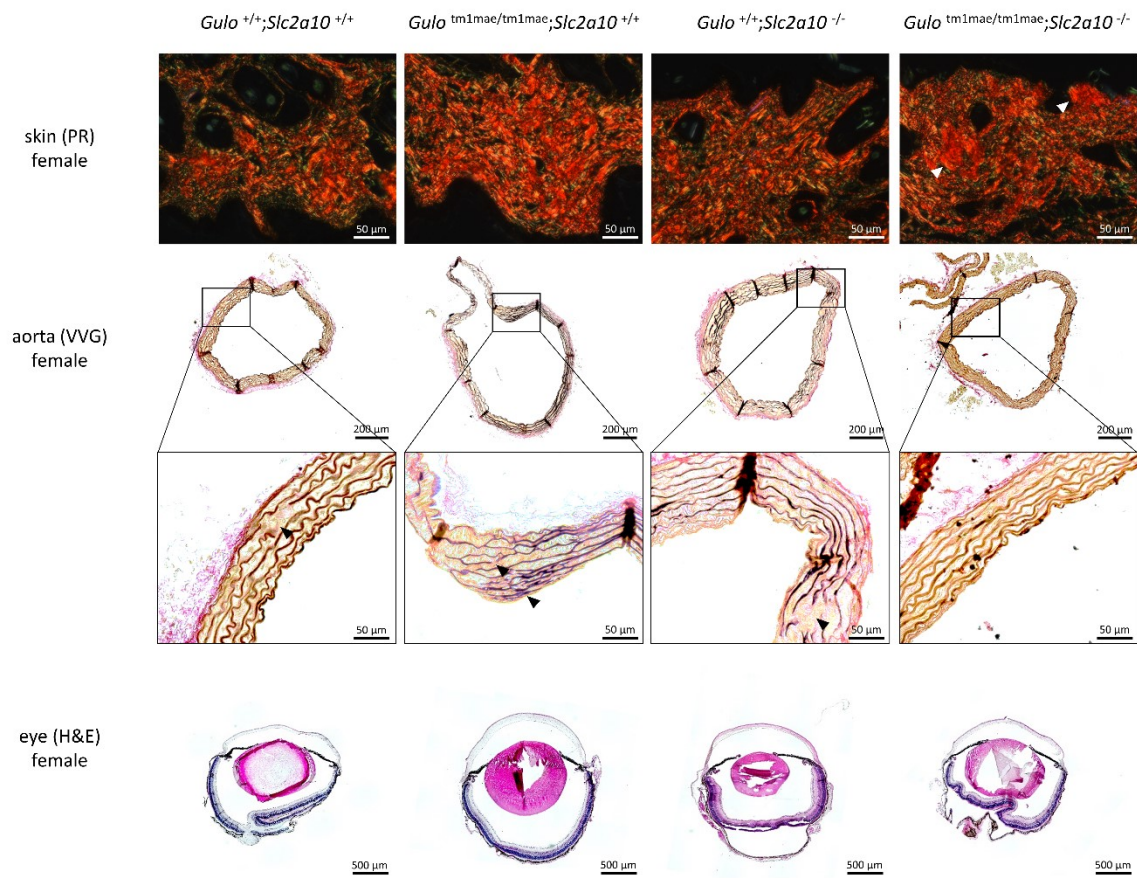 Gulo +/+;Slc2a10 +/+
Gulo tm1mae/tm1mae;Slc2a10 +/+
Gulo +/+;Slc2a10 -/-
Gulo tm1mae/tm1mae;Slc2a10 -/-
skin (PR)
female
50 µm
50 µm
50 µm
50 µm
aorta (VVG)
female
200 µm
200 µm
200 µm
200 µm
50 µm
50 µm
50 µm
50 µm
eye (H&E)
female
500 µm
500 µm
500 µm
500 µm